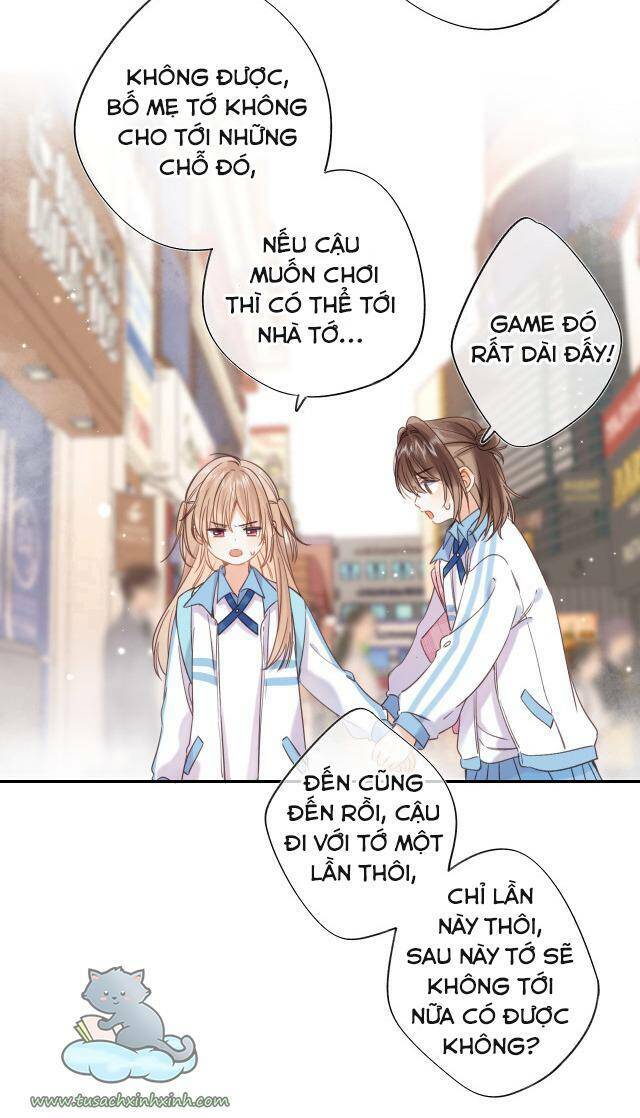 KHÔNG ĐƯỢC,
BỐ MẸ TỚ KHÔNG
CHO TỚI NHỮNG
CHỖ ĐÓ,
NẾU CẬU
MUỐN CHƠI
THÌ CÓ THỂ TỚI
NHÀ TỚ...
GAME ĐÓ
RẤT DÀI ĐẤY!
ĐẾN CŨNG
ĐẾN RỒI, CẬU
ĐI VỚI TỚ MỘT
LẦN THÔI,
CHỈ LẦN
NÀY THÔI,
SAU NÀY TỚ SẼ
KHÔNG TỚI
NỮA CÓ ĐƯỢC
KHÔNG?
www.tusachxinhxinh.com